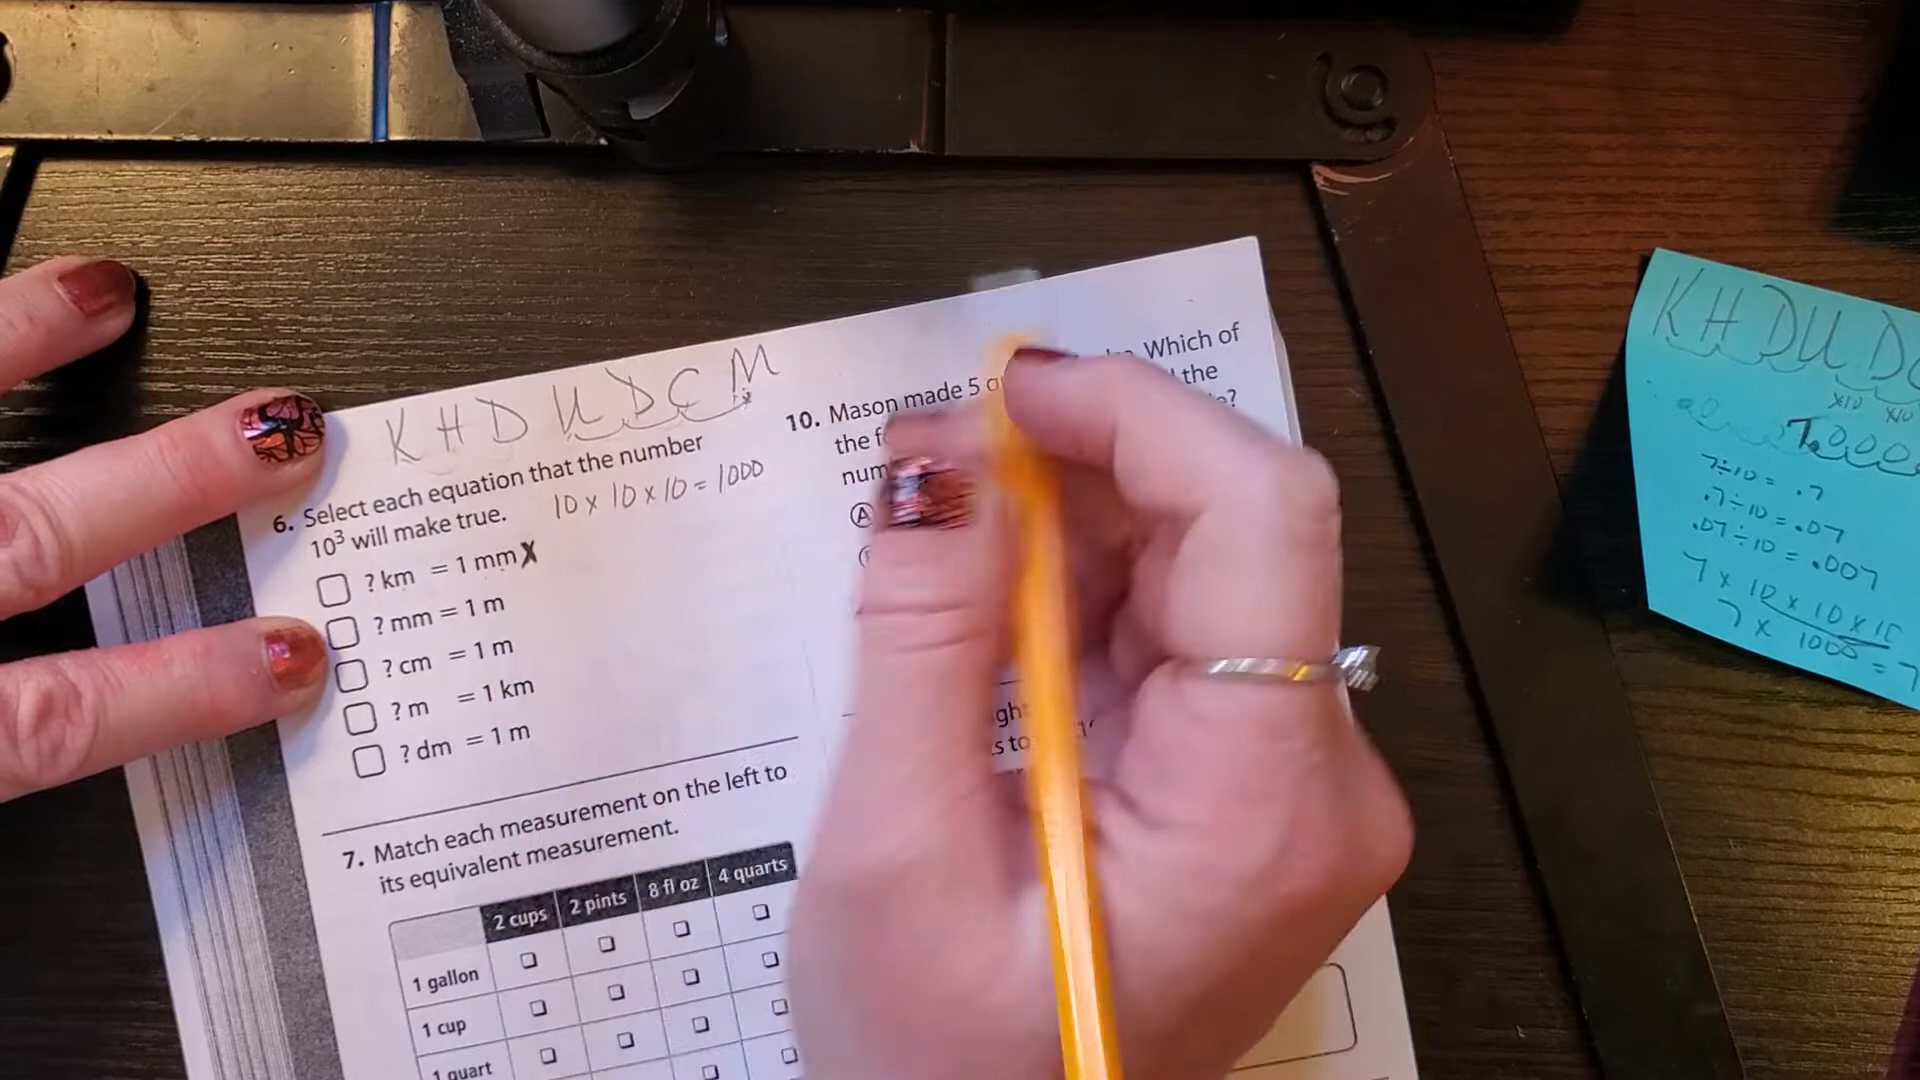 K H D U D C M
6. Select each equation that the number
10³ will make true.
10 x 10 x 10 = 1000
? km = 1 mm X
? mm = 1 m
? cm = 1 m
? m = 1 km
? dm = 1 m
7. Match each measurement on the left to
its equivalent measurement.
2 cups 2 pints 8 fl oz 4 quarts
1 gallon
1 cup
1 quart
10. Mason made 5
Which of
the
the
A
K H D U D
x10 x10
7.000
7÷10 = .7
.7÷10 = .07
.07÷10 = .007
7 x 10 x 10 x 10
7 x 1000 = 7